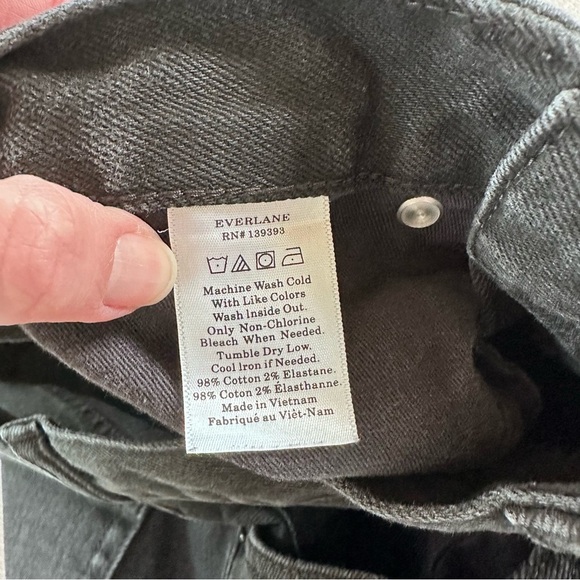 EVERLANE
RN# 139393
Machine Wash Cold
With Like Colors
Wash Inside Out.
Only Non-Chlorine
Bleach When Needed.
Tumble Dry Low.
Cool Iron if Needed.
98% Cotton 2% Elastane.
98% Cotton 2% Élasthanne.
Made in Vietnam
Fabriqué au Viêt-Nam